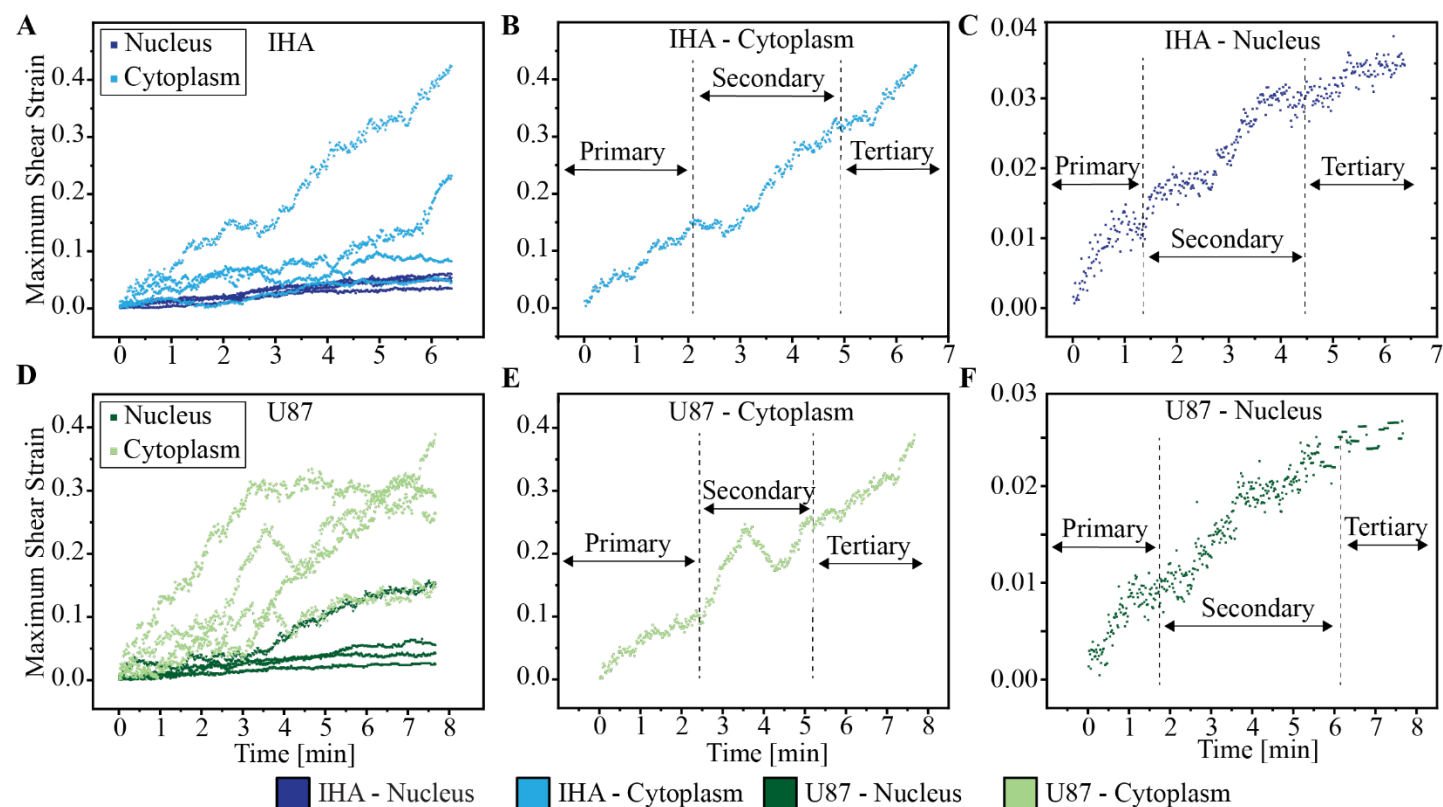 A
IHA
Nucleus
Cytoplasm
Maximum Shear Strain
0.4
0.3
0.2
0.1
0.0
0 1 2 3 4 5 6
B
IHA - Cytoplasm
Secondary
Primary
Tertiary
0.4
0.3
0.2
0.1
0.0
0 1 2 3 4 5 6 7
C
IHA - Nucleus
Primary
Tertiary
Secondary
0.04
0.03
0.02
0.01
0.00
0 1 2 3 4 5 6 7
D
U87
Nucleus
Cytoplasm
Maximum Shear Strain
0.4
0.3
0.2
0.1
0.0
0 1 2 3 4 5 6 7 8
Time [min]
E
U87 - Cytoplasm
Secondary
Primary
Tertiary
0.4
0.3
0.2
0.1
0.0
0 1 2 3 4 5 6 7 8
Time [min]
F
U87 - Nucleus
Primary
Tertiary
Secondary
0.03
0.02
0.01
0.00
0 1 2 3 4 5 6 7 8
Time [min]
IHA - Nucleus
IHA - Cytoplasm
U87 - Nucleus
U87 - Cytoplasm